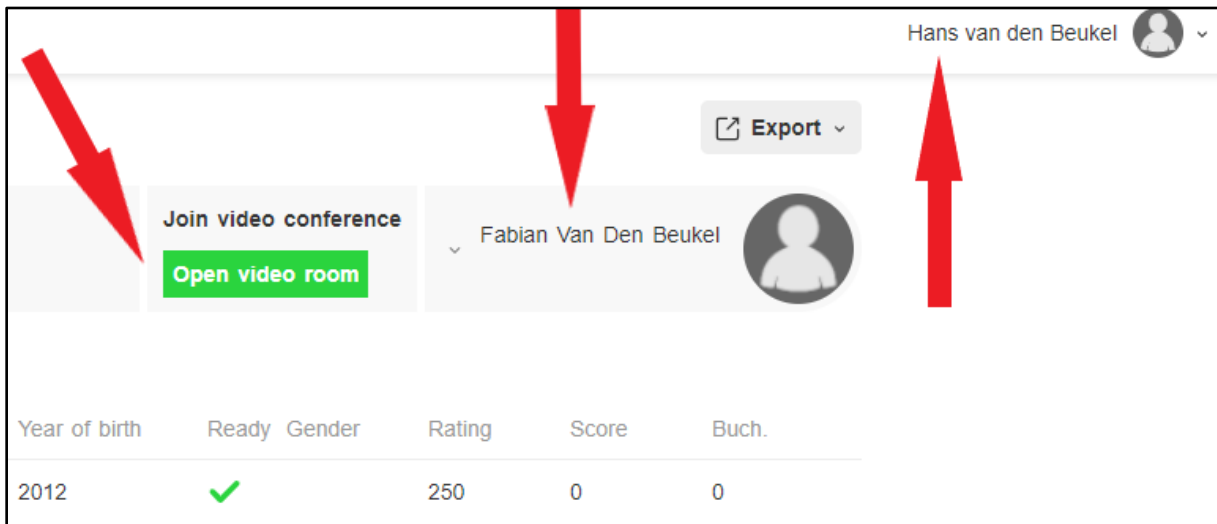 Hans van den Beukel
Export
Join video conference
Open video room
Fabian Van Den Beukel
Year of birth Ready Gender Rating Score Buch.
2012 250 0 0